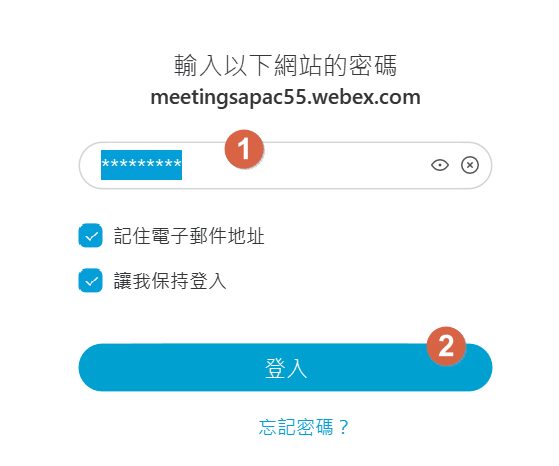 輸入以下網站的密碼
meetingsapac55.webex.com
*********
1
記住電子郵件地址
讓我保持登入
2
登入
忘記密碼？